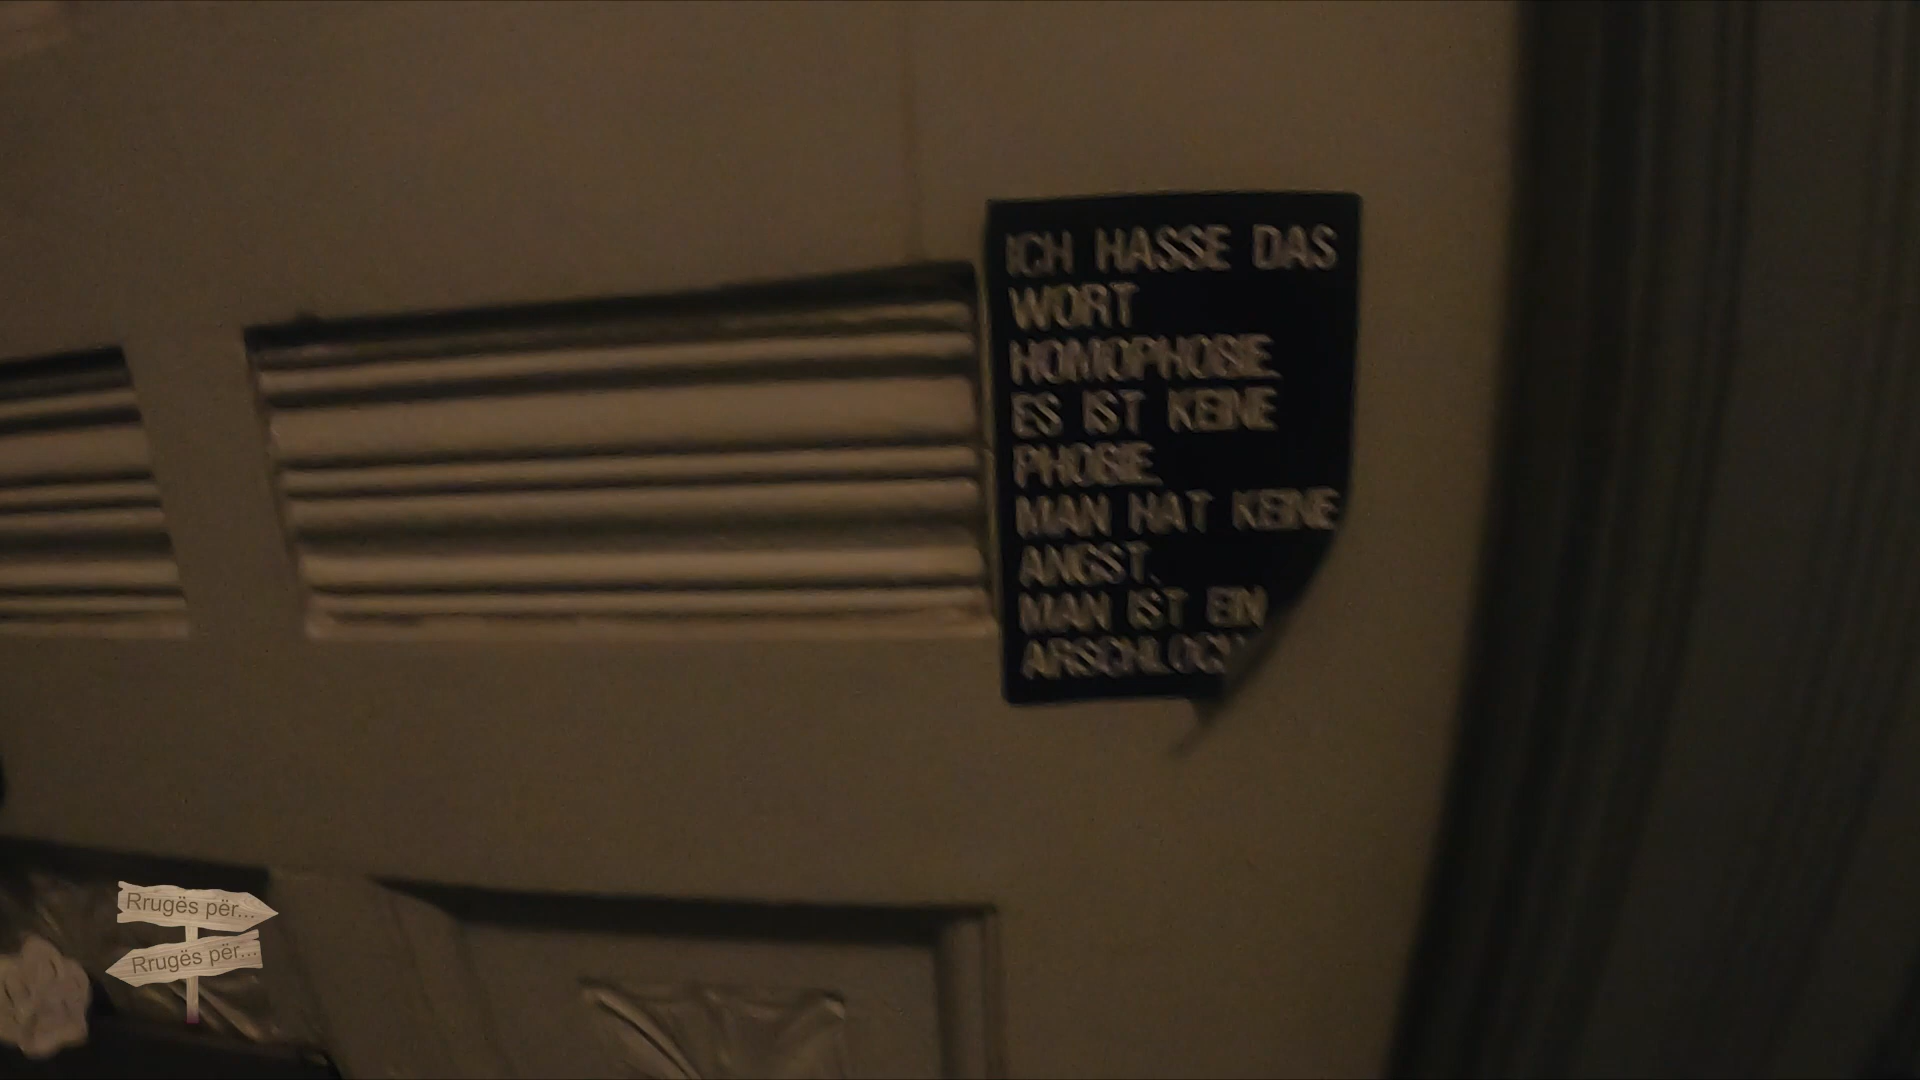 ICH HASSE DAS
WORT
HOMOPHOBIE.
ES IST KEINE
PHOBIE.
MAN HAT KEINE
ANGST.
MAN IST EIN
ARSCHLOCH
Rrugës për...
Rrugës për...